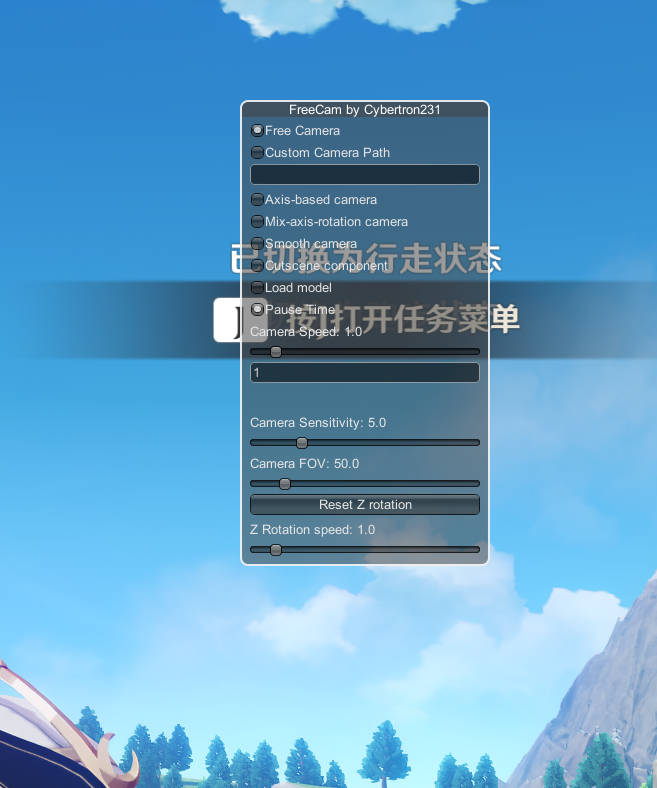 FreeCam by Cybertron231
Free Camera
Custom Camera Path
Axis-based camera
Mix-axis-rotation camera
Smooth camera
已切换为行走状态
Cutscene component
Load model
Pause Time
J 按J打开任务菜单
Camera Speed: 1.0
1
Camera Sensitivity: 5.0
Camera FOV: 50.0
Reset Z rotation
Z Rotation speed: 1.0